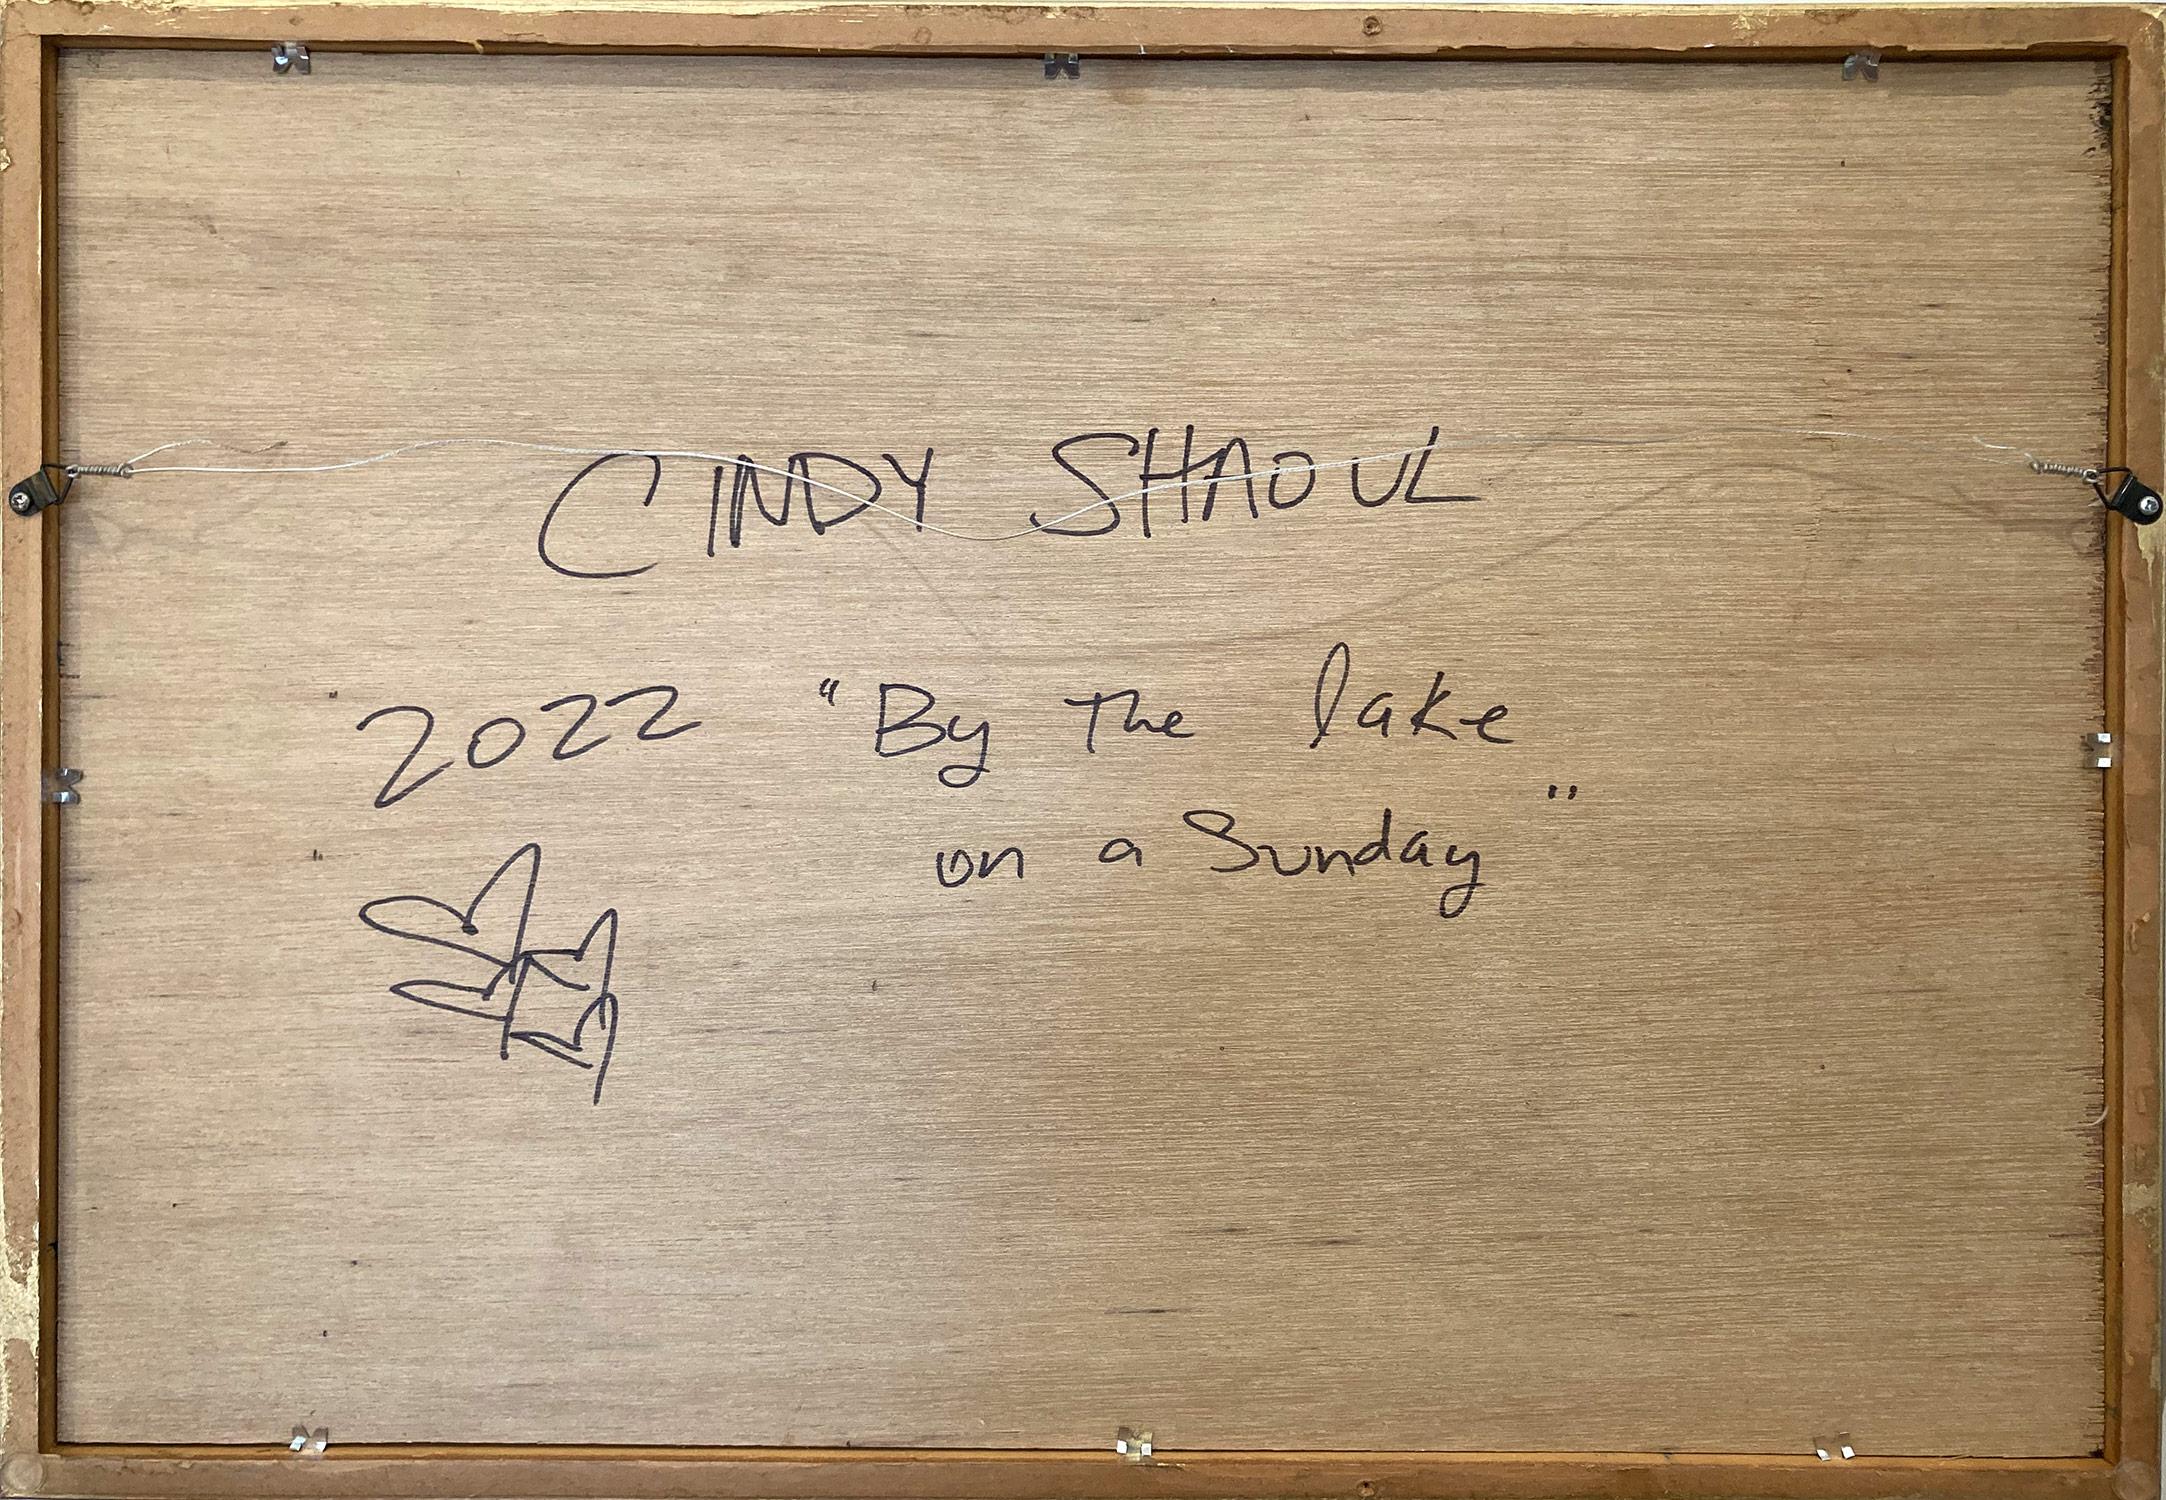 CINDY SHAOUL
2022 "By The lake
on a Sunday"